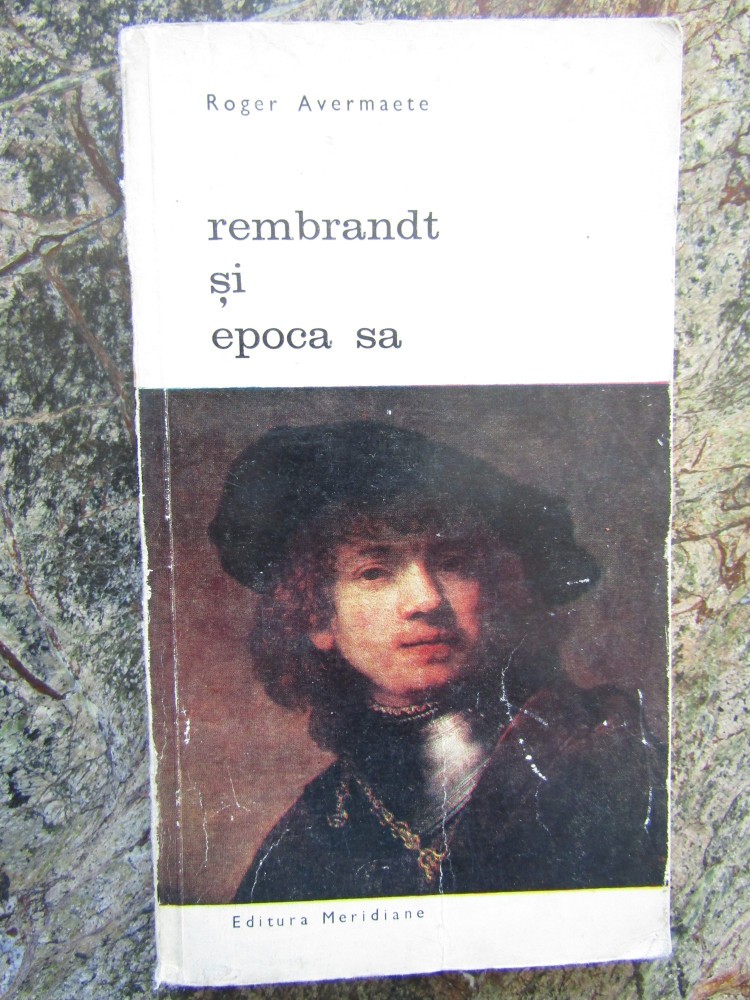 Roger Avermaete
rembrandt
și
epoca sa
Editura Meridiane